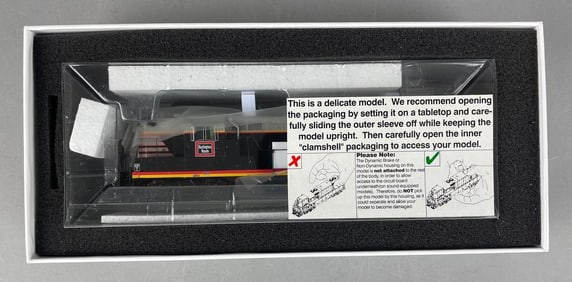 This is a delicate model. We recommend opening
the packaging by setting it on a tabletop and care-
fully sliding the outer sleeve off while keeping the
model upright. Then carefully open the inner
"clamshell" packaging to access your model.
Please Note:
The Dynamic Brake or
Non-Dynamic housing on this
model is not attached to the rest
of the body, in order to allow
access to the circuit board
underneath(on sound-equipped
models). Therefore, do NOT pick
up this model by this housing, as it
could seperate and allow your
model to become damaged.
Burlington
Route